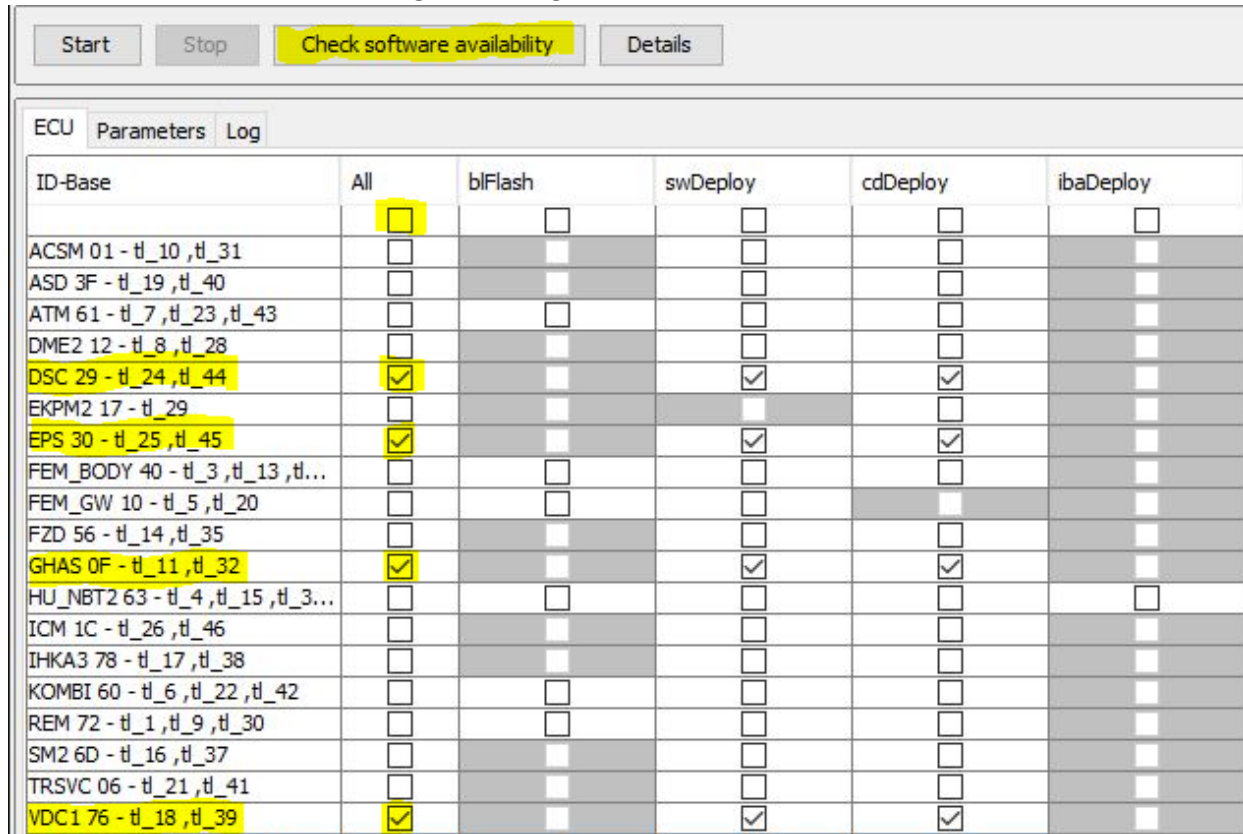 Start Stop Check software availability Details
ECU Parameters Log
ID-Base All blFlash swDeploy cdDeploy ibaDeploy
ACSM 01 - tl_10 ,tl_31
ASD 3F - tl_19 ,tl_40
ATM 61 - tl_7 ,tl_23 ,tl_43
DME2 12 - tl_8 ,tl_28
DSC 29 - tl_24 ,tl_44
EKPM2 17 - tl_29
EPS 30 - tl_25 ,tl_45
FEM_BODY 40 - tl_3 ,tl_13 ,tl...
FEM_GW 10 - tl_5 ,tl_20
FZD 56 - tl_14 ,tl_35
GHAS 0F - tl_11 ,tl_32
HU_NBT2 63 - tl_4 ,tl_15 ,tl_3...
ICM 1C - tl_26 ,tl_46
IHKA3 78 - tl_17 ,tl_38
KOMBI 60 - tl_6 ,tl_22 ,tl_42
REM 72 - tl_1 ,tl_9 ,tl_30
SM2 6D - tl_16 ,tl_37
TRSVC 06 - tl_21 ,tl_41
VDC1 76 - tl_18 ,tl_39